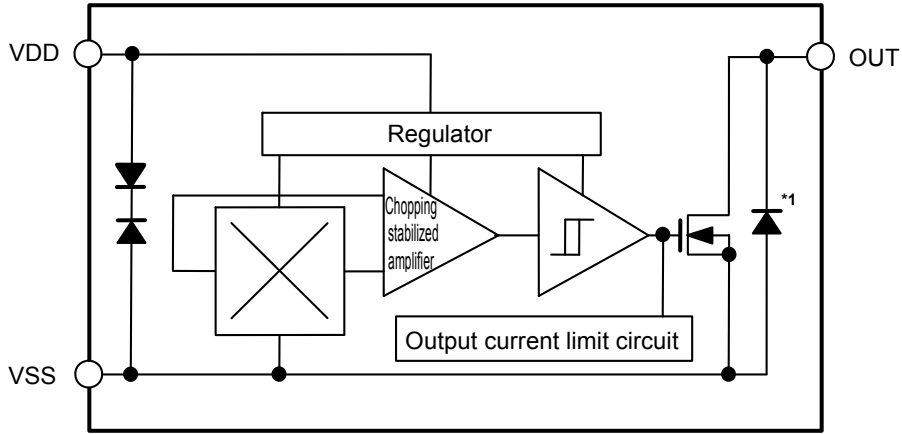 VDD
OUT
Regulator
Chopping
stabilized
amplifier
*1
Output current limit circuit
VSS